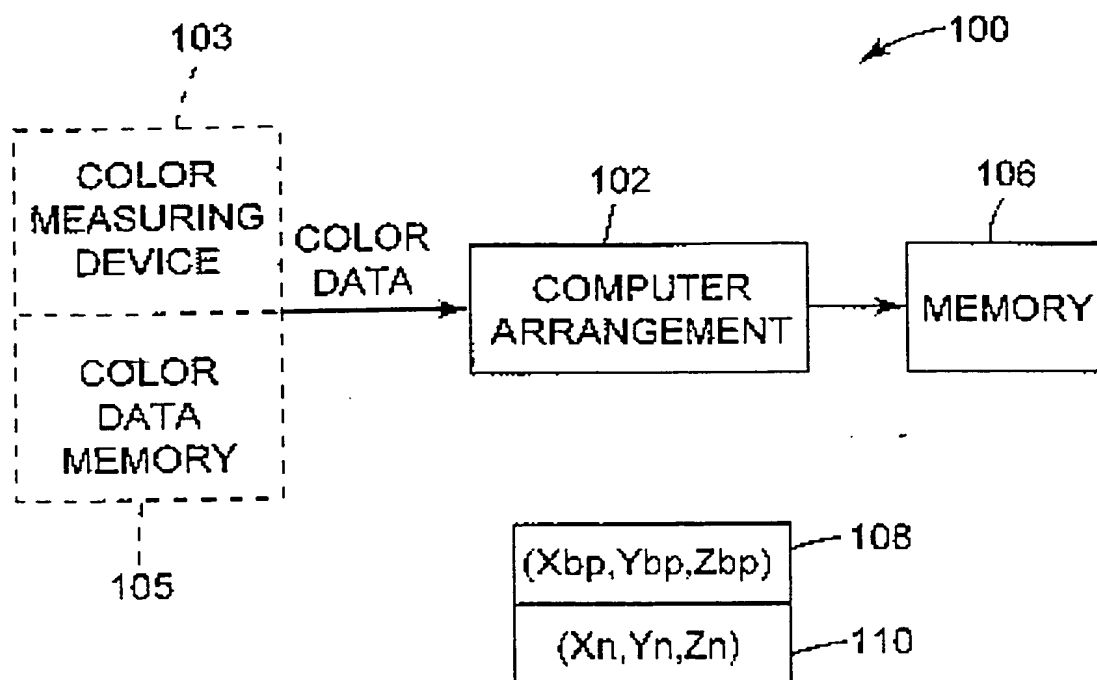 103
100
COLOR
MEASURING
DEVICE
COLOR
DATA
102
106
COMPUTER
ARRANGEMENT
MEMORY
COLOR
DATA
MEMORY
105
(Xbp,Ybp,Zbp)
108
(Xn,Yn,Zn)
110